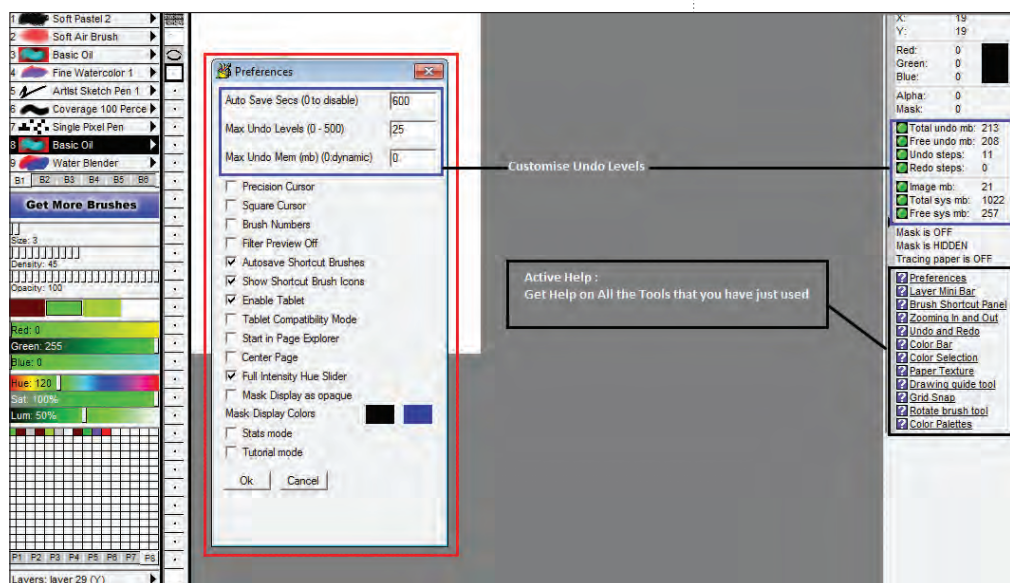 1 Soft Pastel 2
2 Soft Air Brush
3 Basic Oil
4 Fine Watercolor 1
5 Artist Sketch Pen 1
6 Coverage 100 Perce
7 Single Pixel Pen
8 Basic Oil
9 Water Blender
B1 B2 B3 B4 B5 B6
Get More Brushes
Size: 3
Density: 45
Opacity: 100
Red: 0
Green: 255
Blue: 0
Hue: 120
Sat: 100%
Lum: 50%
P1 P2 P3 P4 P5 P6 P7 P8
Layers: layer 29 (Y)
Preferences
Auto Save Secs (0 to disable) 600
Max Undo Levels (0 - 500) 25
Max Undo Mem (mb) (0:dynamic) 0
Precision Cursor
Square Cursor
Brush Numbers
Filter Preview Off
Autosave Shortcut Brushes
Show Shortcut Brush Icons
Enable Tablet
Tablet Compatibility Mode
Start in Page Explorer
Center Page
Full Intensity Hue Slider
Mask Display as opaque
Mask Display Colors
Stats mode
Tutorial mode
Ok Cancel
Customise Undo Levels
Active Help :
Get Help on All the Tools that you have just used
X: 19
Y: 19
Red: 0
Green: 0
Blue: 0
Alpha: 0
Mask: 0
Total undo mb: 213
Free undo mb: 208
Undo steps: 11
Redo steps: 0
Image mb: 21
Total sys mb: 1022
Free sys mb: 257
Mask is OFF
Mask is HIDDEN
Tracing paper is OFF
Preferences
Layer Mini Bar
Brush Shortcut Panel
Zooming In and Out
Undo and Redo
Color Bar
Color Selection
Paper Texture
Drawing guide tool
Grid Snap
Rotate brush tool
Color Palettes